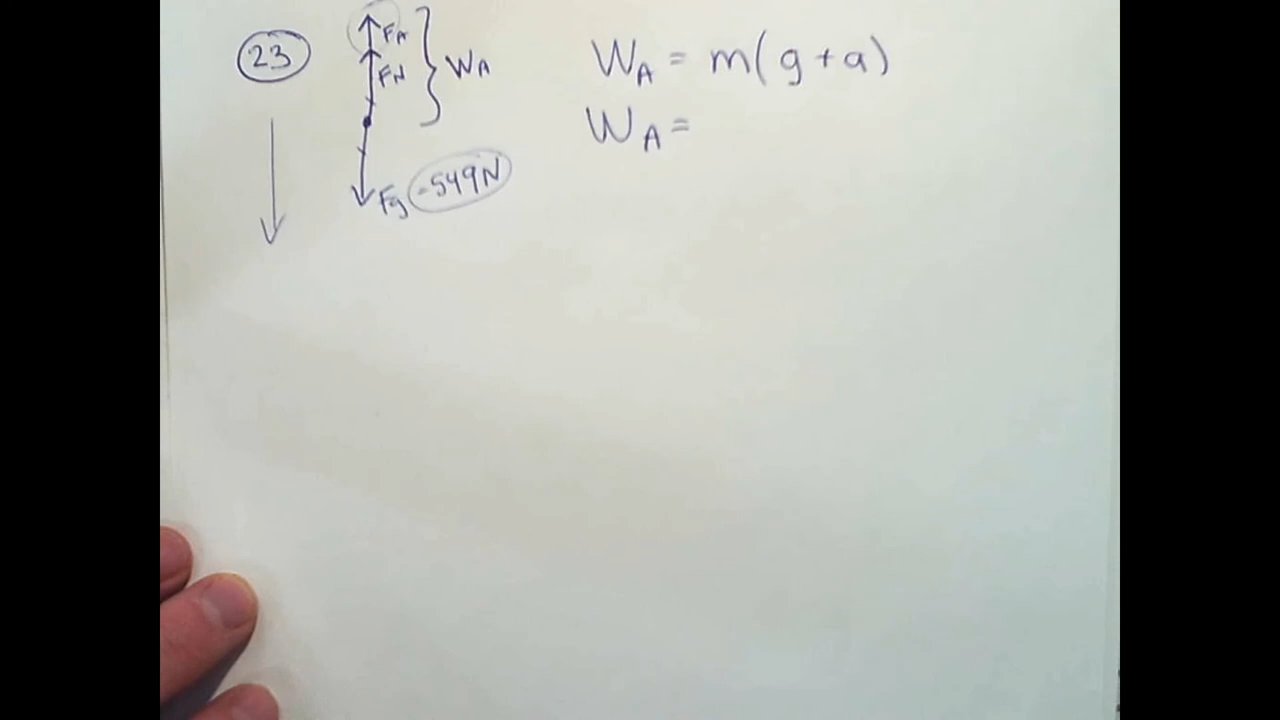 23
FA
FN
} WA
Fg -549N
WA = m(g+a)
WA =